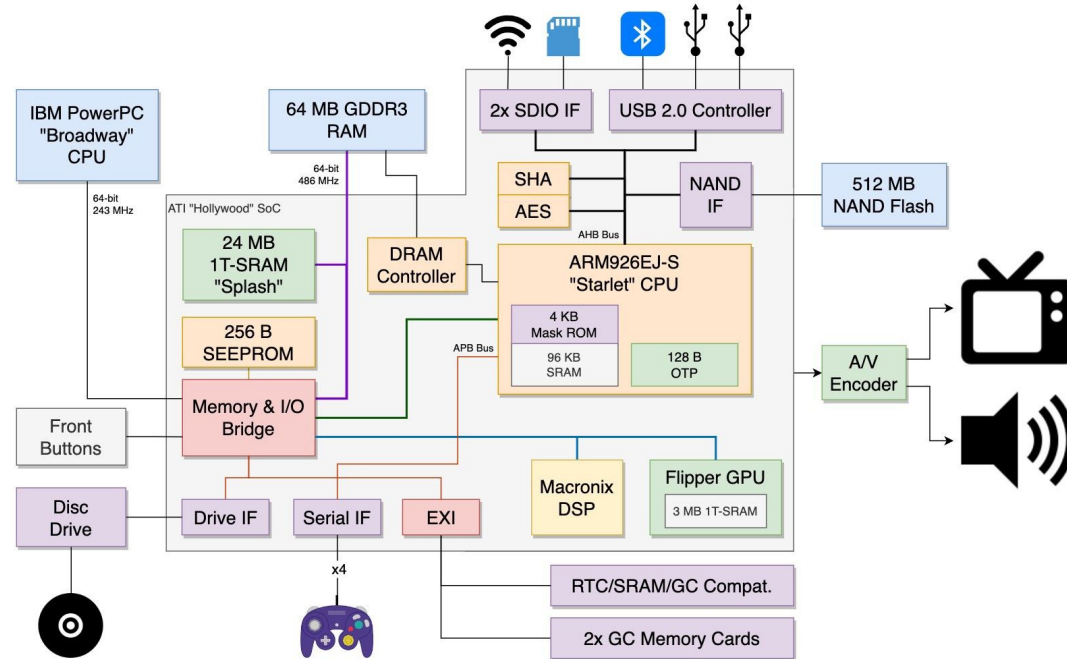 IBM PowerPC
"Broadway"
CPU
64 MB GDDR3
RAM
2x SDIO IF
USB 2.0 Controller
64-bit
243 MHz
64-bit
486 MHz
SHA
AES
NAND
IF
512 MB
NAND Flash
ATI "Hollywood" SoC
24 MB
1T-SRAM
"Splash"
DRAM
Controller
AHB Bus
ARM926EJ-S
"Starlet" CPU
4 KB
Mask ROM
96 KB
SRAM
128 B
OTP
256 B
SEEPROM
APB Bus
A/V
Encoder
Memory & I/O
Bridge
Front
Buttons
Macronix
DSP
Flipper GPU
3 MB 1T-SRAM
Disc
Drive
Drive IF
Serial IF
EXI
x4
RTC/SRAM/GC Compat.
2x GC Memory Cards